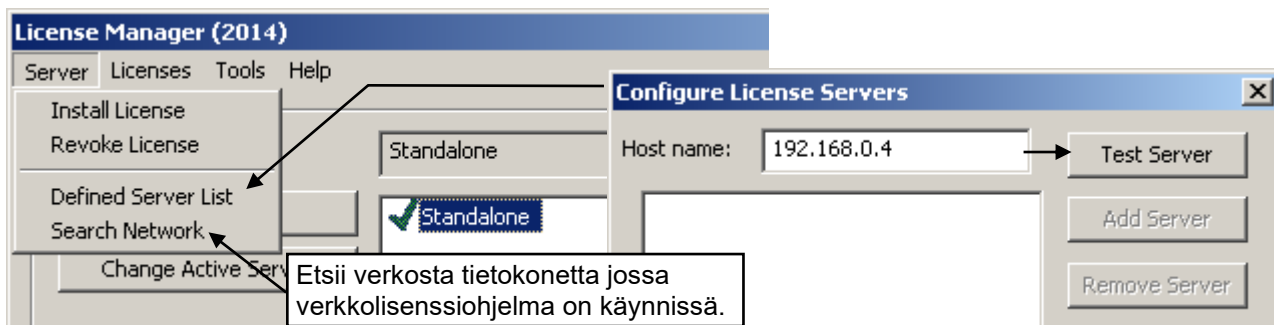 License Manager (2014)
Server Licenses Tools Help
Install License
Revoke License
Defined Server List
Search Network
Standalone
Standalone
Change Active Ser
Etsii verkosta tietokonetta jossa
verkkolisenssiohjelma on käynnissä.
Configure License Servers
Host name: 192.168.0.4 Test Server
Add Server
Remove Server